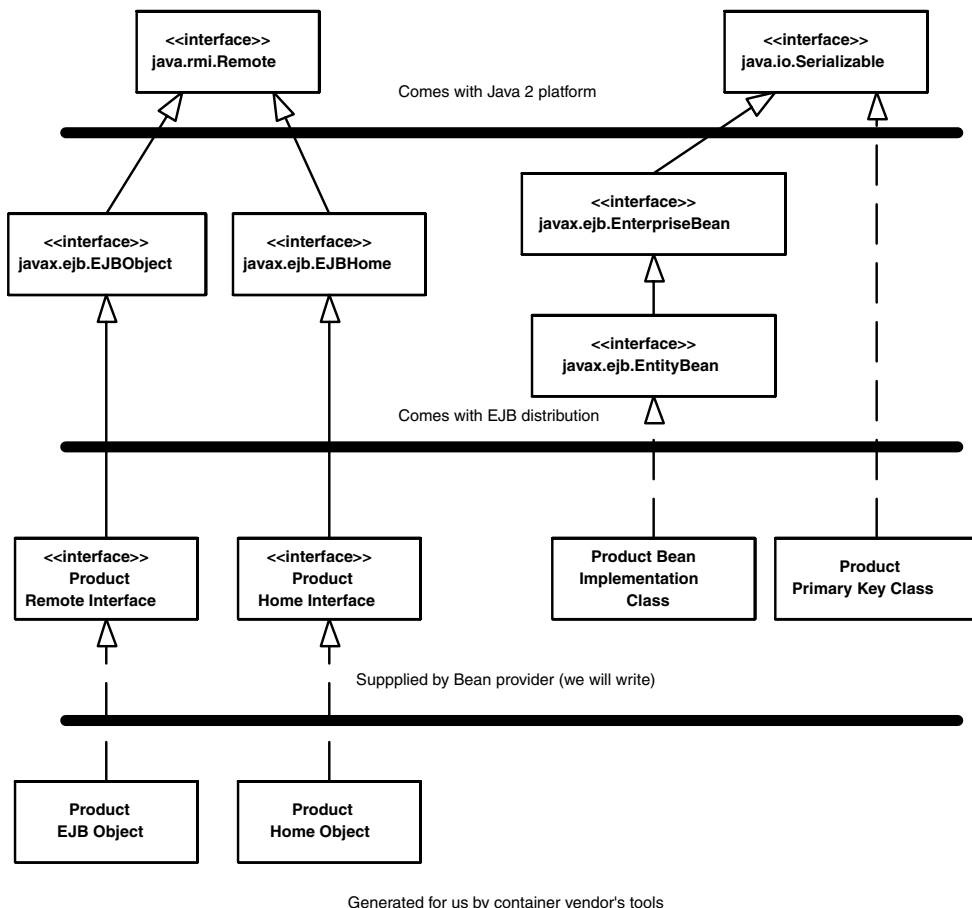 <<interface>>
java.rmi.Remote
<<interface>>
java.io.Serializable
Comes with Java 2 platform
<<interface>>
javax.ejb.EnterpriseBean
<<interface>>
javax.ejb.EJBObject
<<interface>>
javax.ejb.EJBHome
<<interface>>
javax.ejb.EntityBean
Comes with EJB distribution
<<interface>>
Product
Remote Interface
<<interface>>
Product
Home Interface
Product Bean
Implementation
Class
Product
Primary Key Class
Suppplied by Bean provider (we will write)
Product
EJB Object
Product
Home Object
Generated for us by container vendor's tools